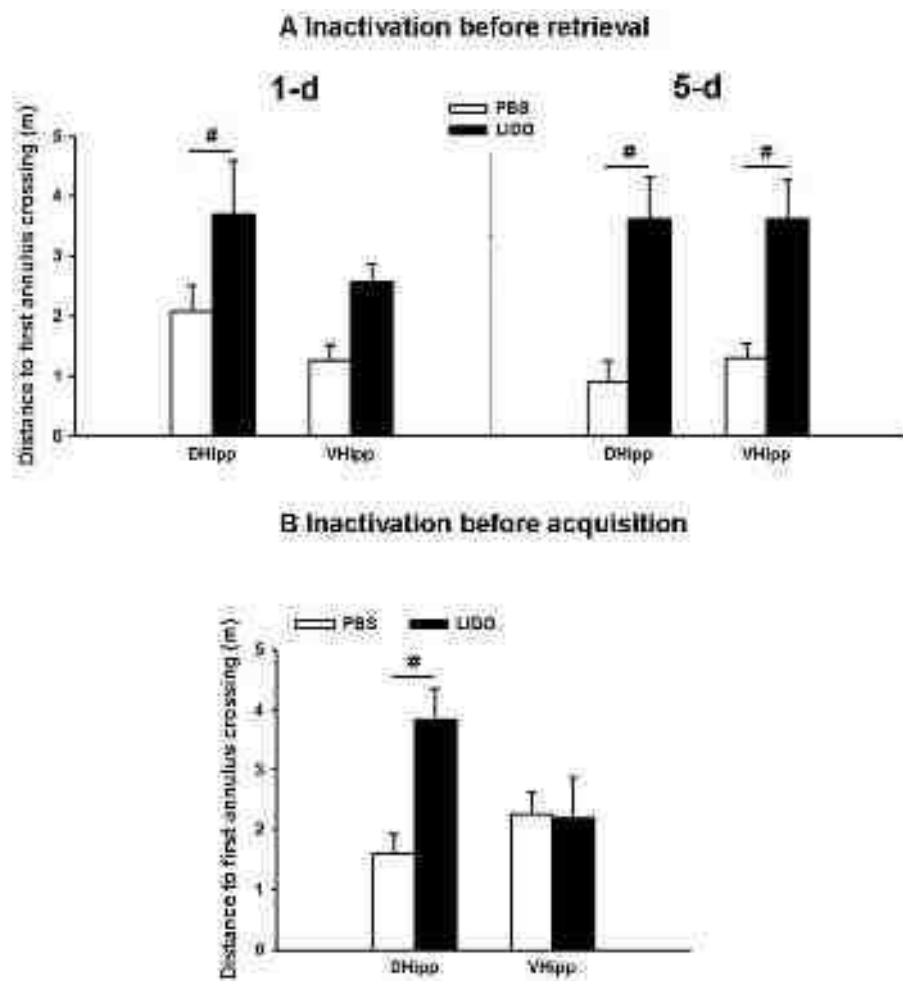 A Inactivation before retrieval
1-d
5-d
PBS
LIDO
Distance to first annulus crossing (m)
5
4
3
2
1
0
#
#
#
DHipp
VHipp
DHipp
VHipp
B Inactivation before acquisition
PBS
LIDO
Distance to first annulus crossing (m)
5
4
3
2
1
0
#
DHipp
VHipp